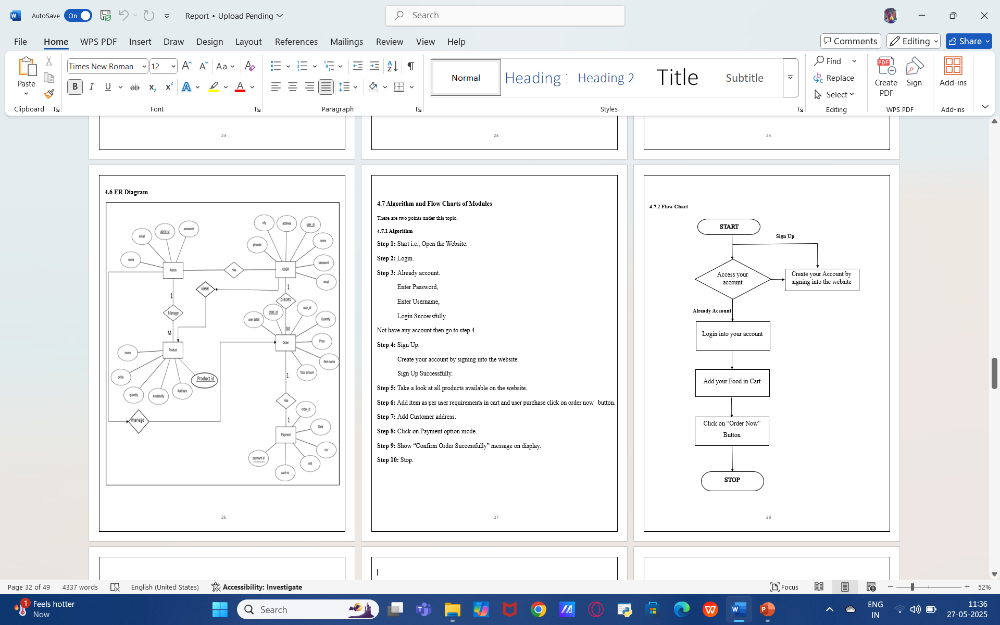 AutoSave On Report • Upload Pending Search
File Home WPS PDF Insert Draw Design Layout References Mailings Review View Help Comments Editing Share
Paste
Times New Roman 12 Aa
B I U ab x₂ x² A A
Normal Heading 1 Heading 2 Title Subtitle
Find
Replace
Select
Create PDF
Sign
Add-ins
Clipboard Font Paragraph Styles Editing WPS PDF Add-ins
23 24 25
4.6 ER Diagram
city address user_id
admin id password
email
name
pincode
name
password
email
Admin Has USER
view
1 1
places
Manage
order_id user_id
user detail Quantity
M M
Order Price
Product
name
Item name
price
Total amount
Product id
1
quantity Availability Add item
Has
order_id
manage
1
Date
Payment
cvv
payment id
cod
card no
26
4.7 Algorithm and Flow Charts of Modules
There are two points under this topic.
4.7.1 Algorithm
Step 1: Start i.e., Open the Website.
Step 2: Login.
Step 3: Already account.
Enter Password,
Enter Username,
Login Successfully.
Not have any account then go to step 4.
Step 4: Sign Up.
Create your account by signing into the website.
Sign Up Successfully.
Step 5: Take a look at all products available on the website.
Step 6: Add item as per user requirements in cart and user purchase click on order now button.
Step 7: Add Customer address.
Step 8: Click on Payment option mode.
Step 9: Show “Confirm Order Successfully” message on display.
Step 10: Stop.
27
4.7.2 Flow Chart
START
Sign Up
Access your
account
Create your Account by
signing into the website
Already Account
Login into your account
Add your Food in Cart
Click on “Order Now”
Button
STOP
28
Page 32 of 49 4337 words English (United States) Accessibility: Investigate Focus 52%
1 Feels hotter
Now
Search
ENG
IN
11:36
27-05-2025